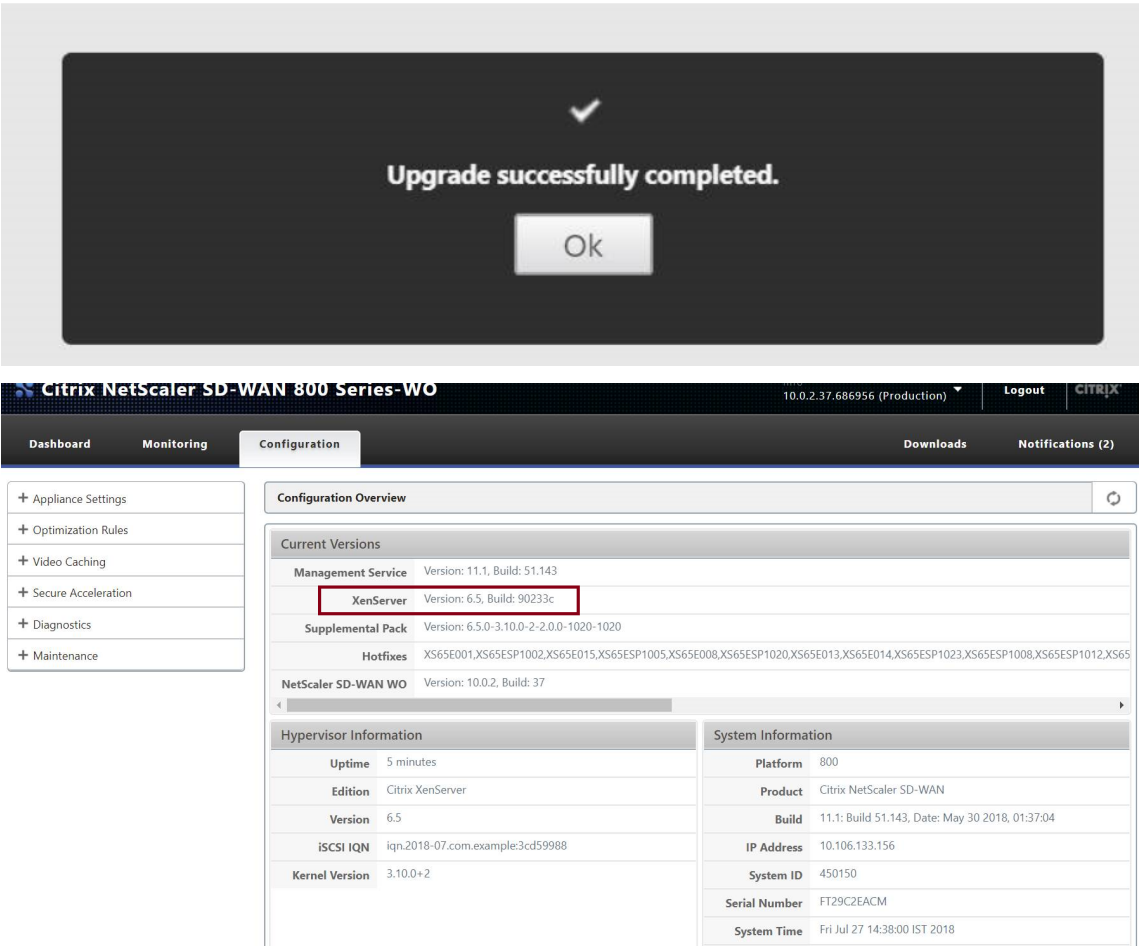 Upgrade successfully completed.
Ok
Citrix NetScaler SD-WAN 800 Series-WO
10.0.2.37.686956 (Production)
Logout
CITRIX
Dashboard
Monitoring
Configuration
Downloads
Notifications (2)
+ Appliance Settings
+ Optimization Rules
+ Video Caching
+ Secure Acceleration
+ Diagnostics
+ Maintenance
Configuration Overview
Current Versions
Management Service Version: 11.1, Build: 51.143
XenServer Version: 6.5, Build: 90233c
Supplemental Pack Version: 6.5.0-3.10.0-2-2.0.0-1020-1020
Hotfixes XS65E001,XS65ESP1002,XS65E015,XS65ESP1005,XS65E008,XS65ESP1020,XS65E013,XS65E014,XS65ESP1023,XS65ESP1008,XS65ESP1012,XS65
NetScaler SD-WAN WO Version: 10.0.2, Build: 37
Hypervisor Information
Uptime 5 minutes
Edition Citrix XenServer
Version 6.5
iSCSI IQN iqn.2018-07.com.example:3cd59988
Kernel Version 3.10.0+2
System Information
Platform 800
Product Citrix NetScaler SD-WAN
Build 11.1: Build 51.143, Date: May 30 2018, 01:37:04
IP Address 10.106.133.156
System ID 450150
Serial Number FT29C2EACM
System Time Fri Jul 27 14:38:00 IST 2018